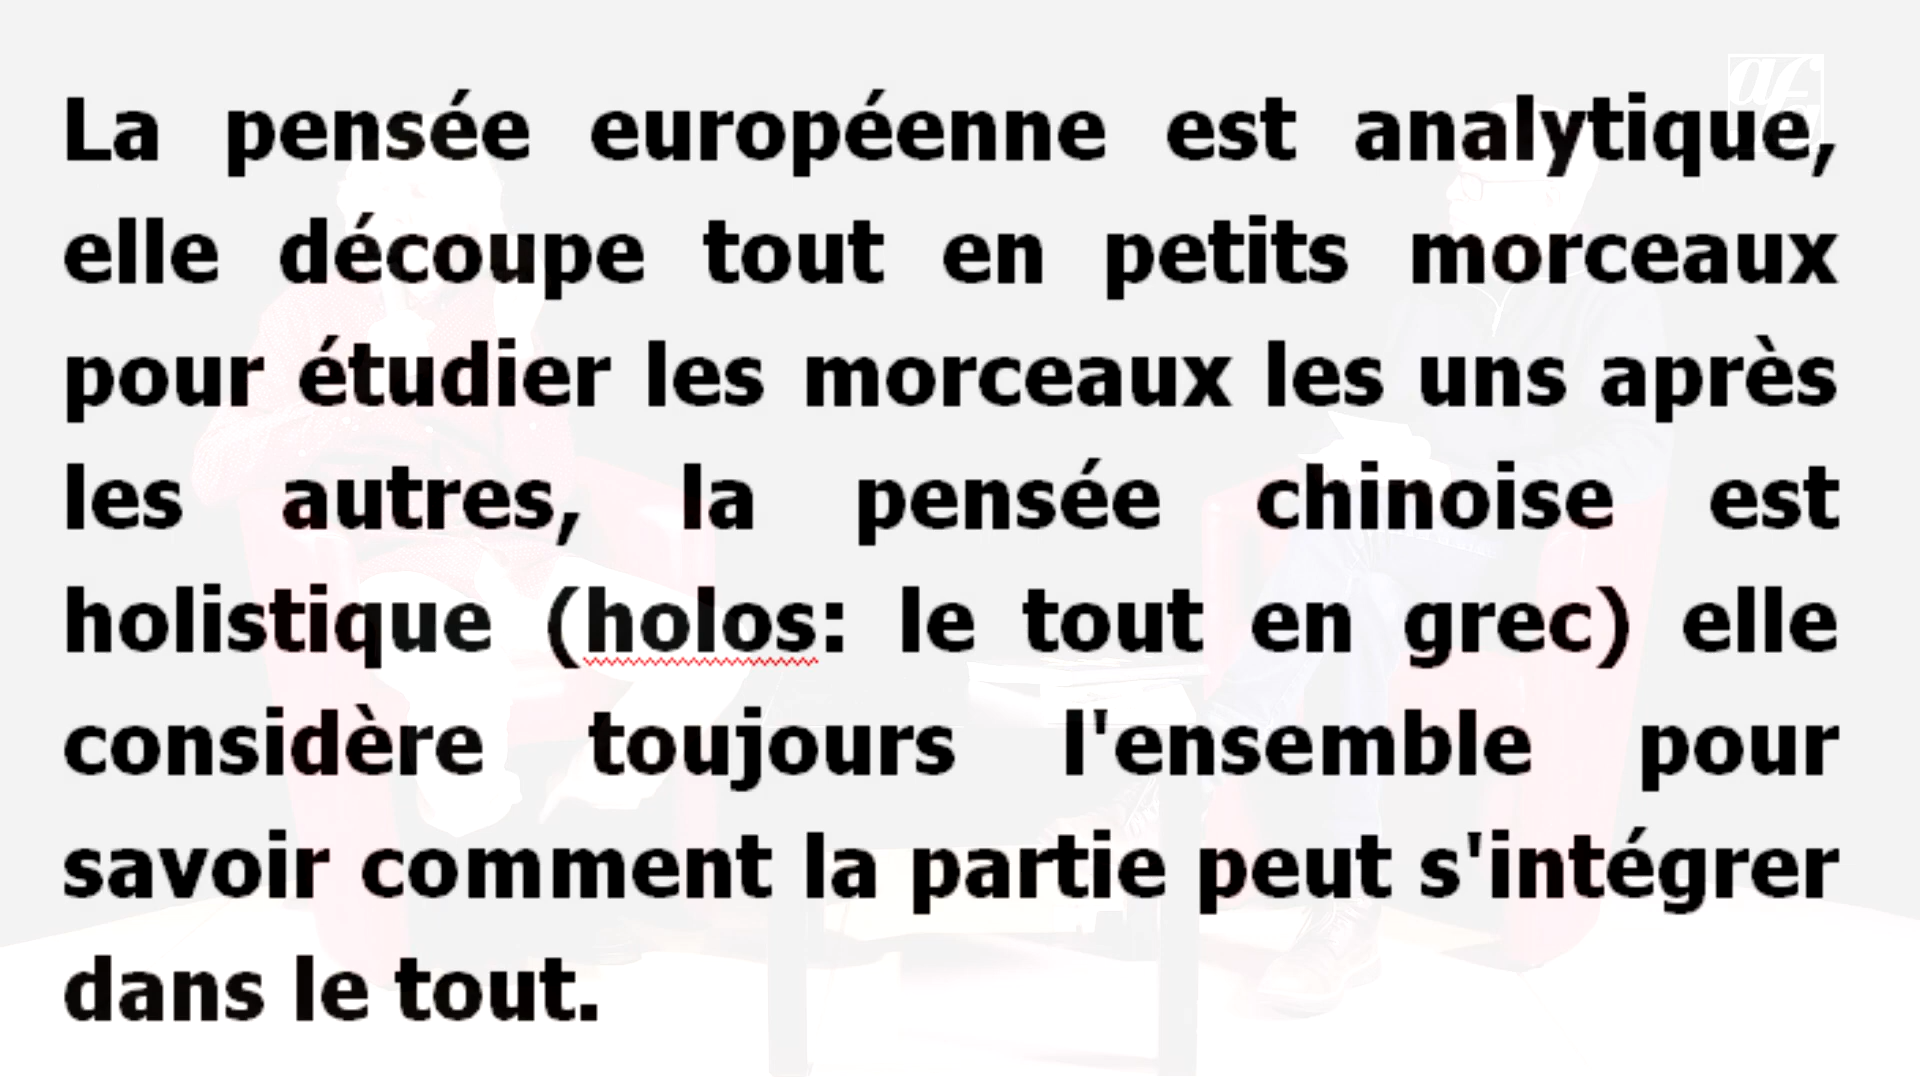 La pensée européenne est analytique,
elle découpe tout en petits morceaux
pour étudier les morceaux les uns après
les autres, la pensée chinoise est
holistique (holos: le tout en grec) elle
considère toujours l'ensemble pour
savoir comment la partie peut s'intégrer
dans le tout.